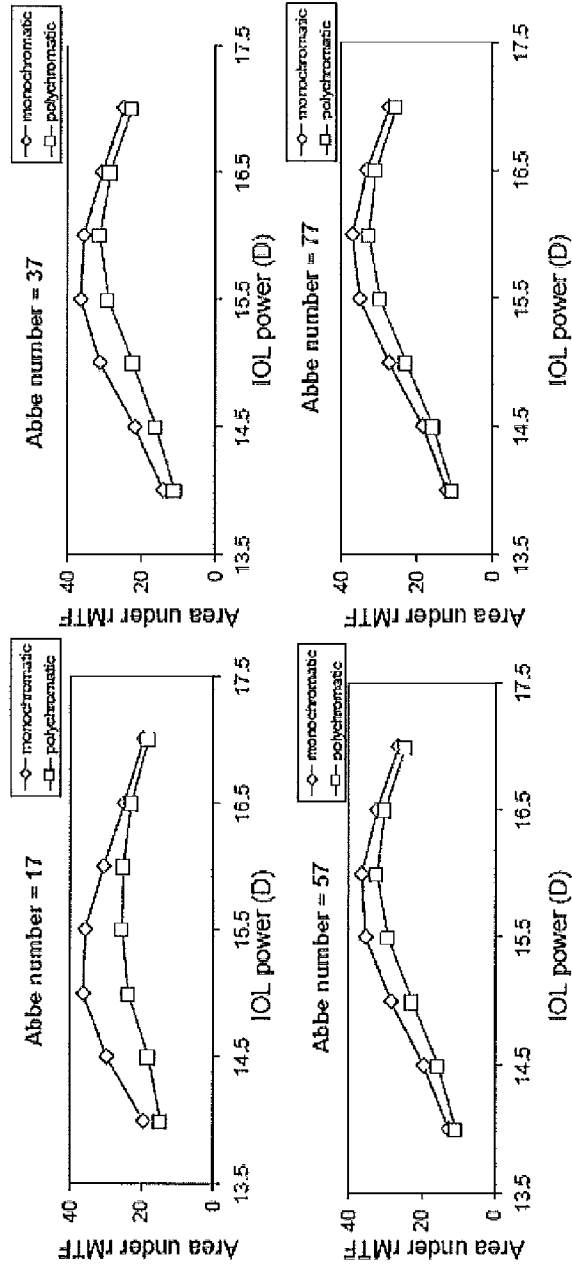 Abbe number = 17
monochromatic
polychromatic
Area under rMTF
40
20
0
13.5
14.5
15.5
16.5
17.5
IOL power (D)
Abbe number = 37
monochromatic
polychromatic
Area under rMTF
40
20
0
13.5
14.5
15.5
16.5
17.5
IOL power (D)
Abbe number = 57
monochromatic
polychromatic
Area under rMTF
40
20
0
13.5
14.5
15.5
16.5
17.5
IOL power (D)
Abbe number = 77
monochromatic
polychromatic
Area under rMTF
40
20
0
13.5
14.5
15.5
16.5
17.5
IOL power (D)